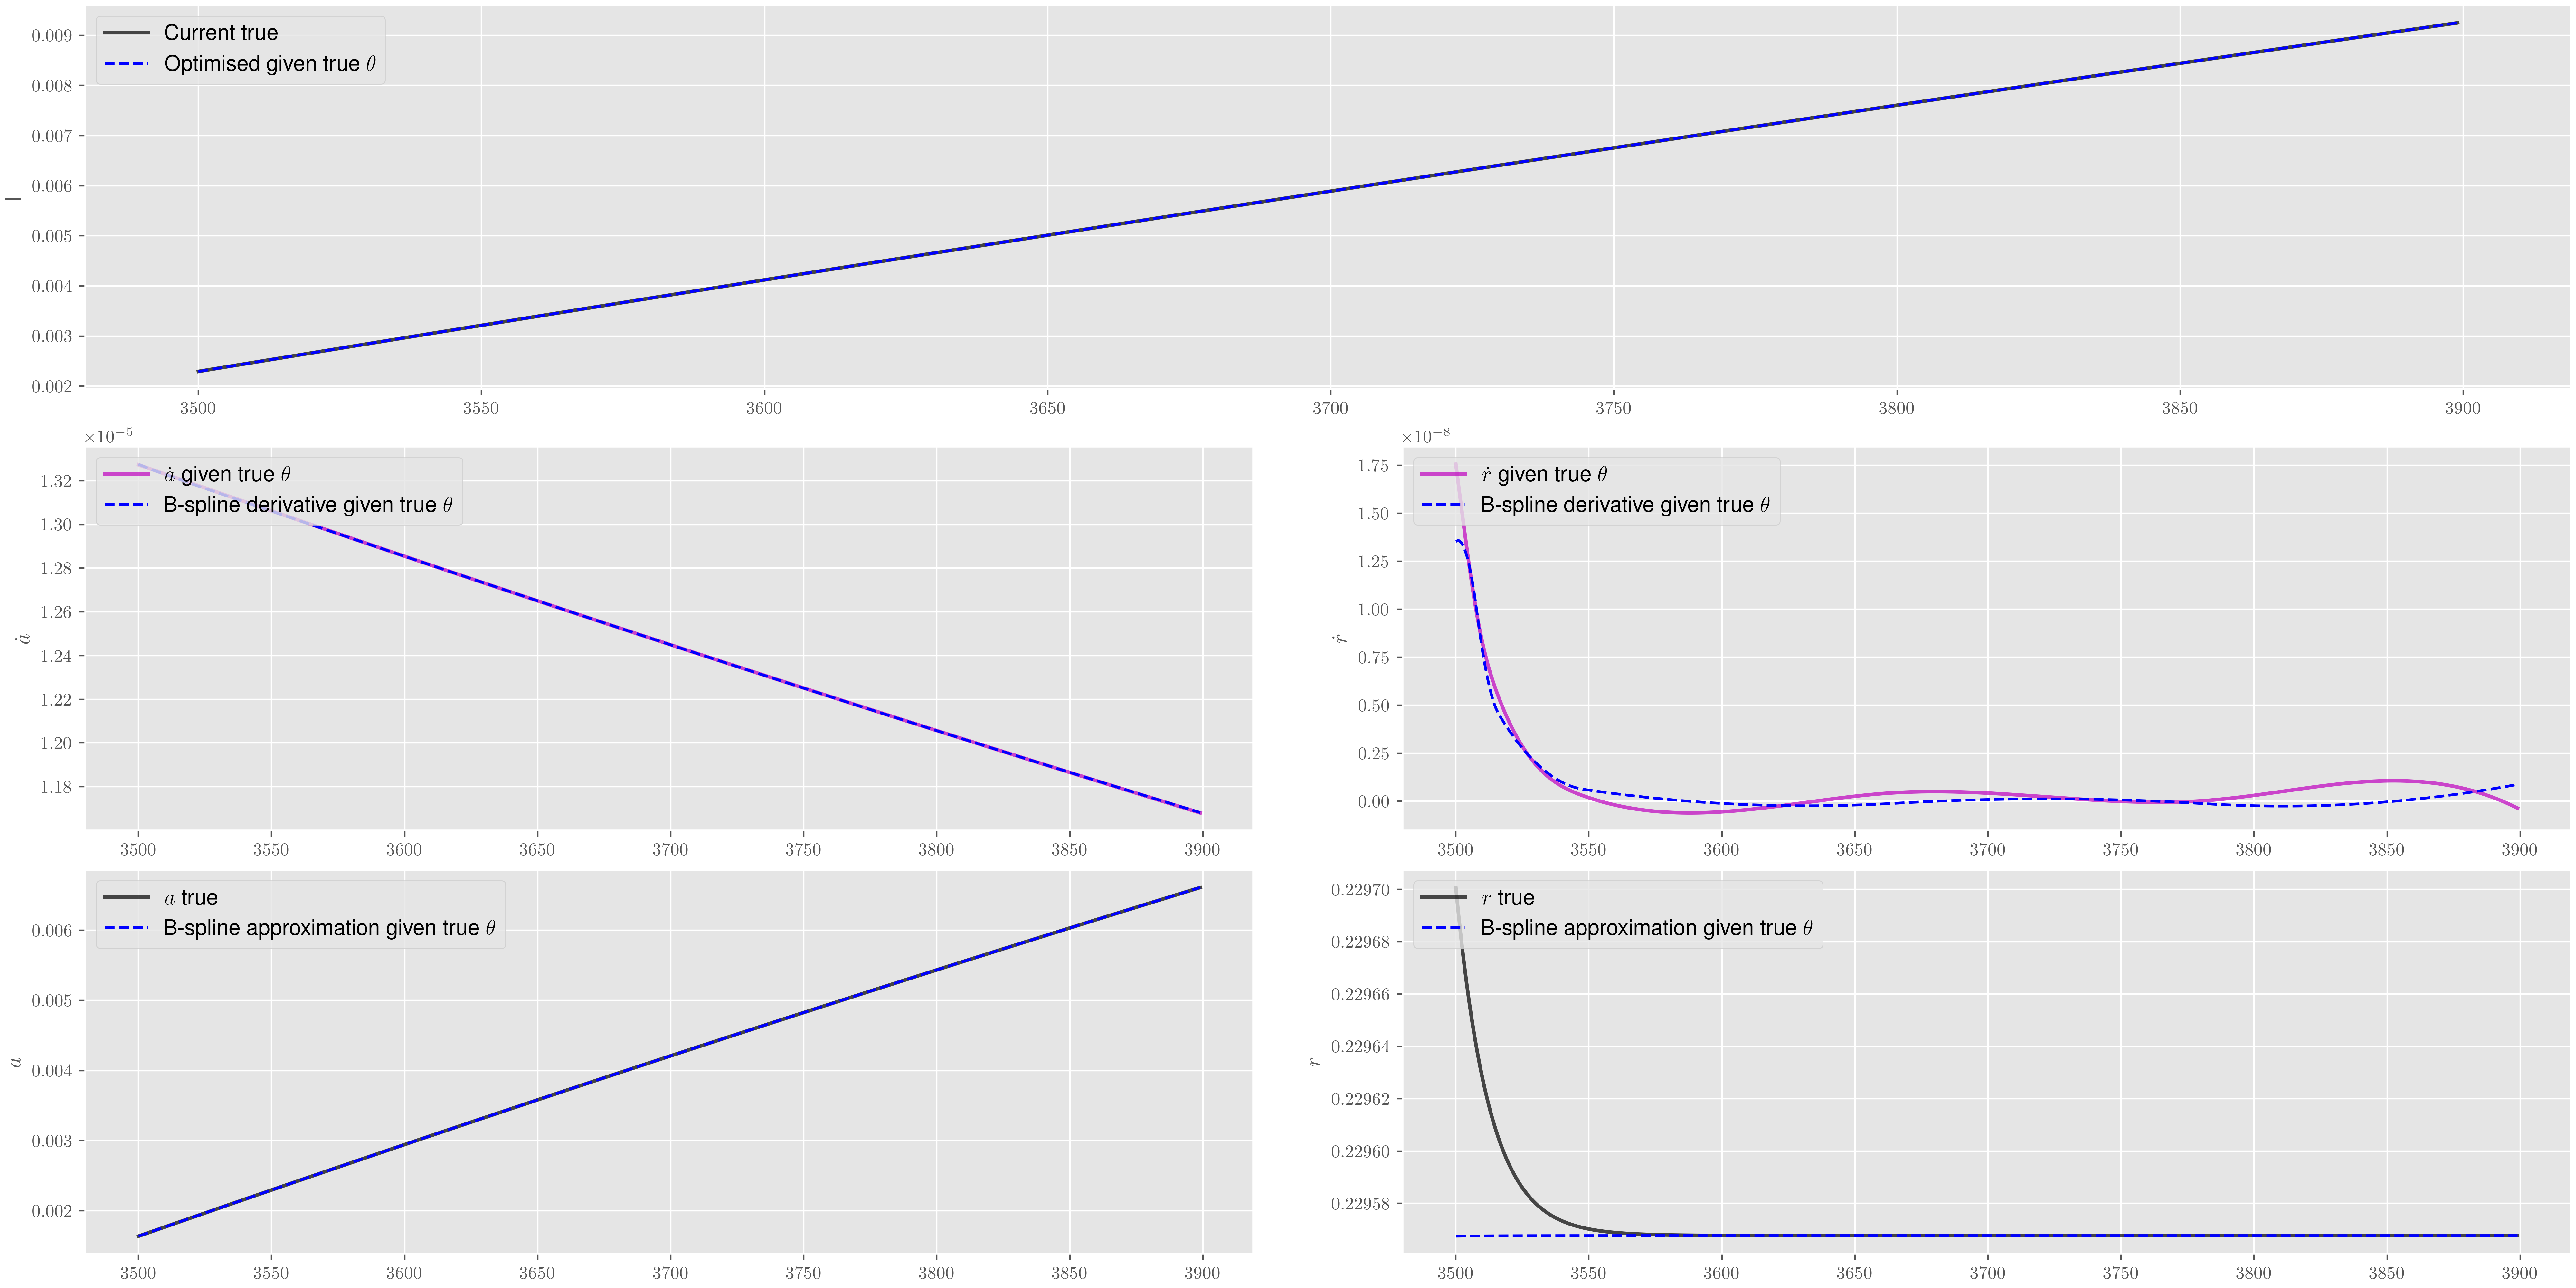 Current true
Optimised given true θ
0.009
0.008
0.007
0.006
0.005
0.004
0.003
0.002
I
3500 3550 3600 3650 3700 3750 3800 3850 3900
×10⁻⁵
ȧ given true θ
B-spline derivative given true θ
1.32
1.30
1.28
1.26
1.24
1.22
1.20
1.18
ȧ
3500 3550 3600 3650 3700 3750 3800 3850 3900
×10⁻⁸
ṙ given true θ
B-spline derivative given true θ
1.75
1.50
1.25
1.00
0.75
0.50
0.25
0.00
ṙ
3500 3550 3600 3650 3700 3750 3800 3850 3900
a true
B-spline approximation given true θ
0.006
0.005
0.004
0.003
0.002
a
3500 3550 3600 3650 3700 3750 3800 3850 3900
r true
B-spline approximation given true θ
0.22970
0.22968
0.22966
0.22964
0.22962
0.22960
0.22958
r
3500 3550 3600 3650 3700 3750 3800 3850 3900